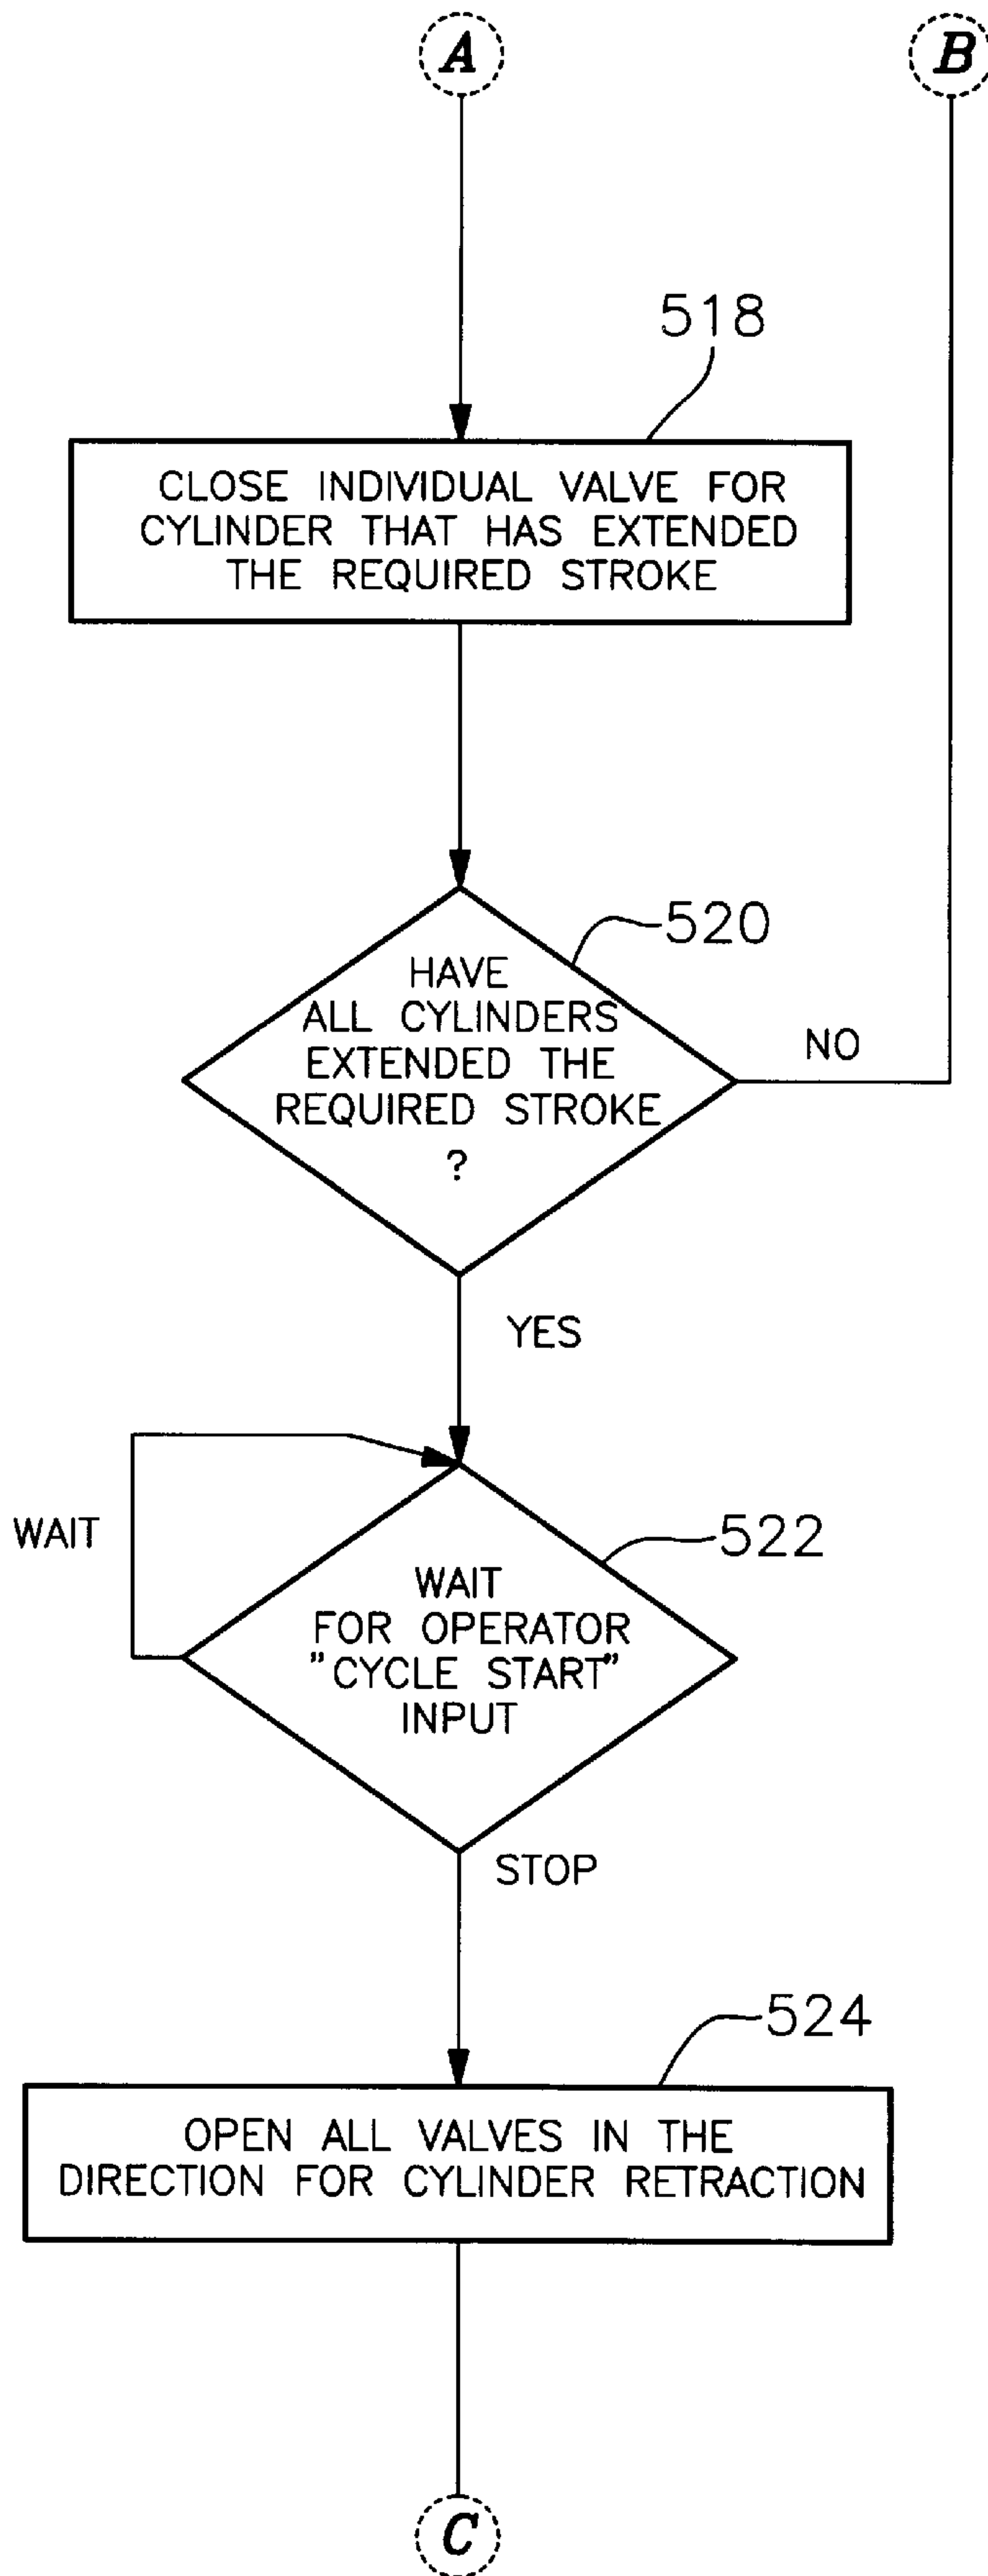 A
B
518
CLOSE INDIVIDUAL VALVE FOR
CYLINDER THAT HAS EXTENDED
THE REQUIRED STROKE
520
HAVE
ALL CYLINDERS
EXTENDED THE
REQUIRED STROKE
?
NO
YES
WAIT
522
WAIT
FOR OPERATOR
"CYCLE START"
INPUT
STOP
524
OPEN ALL VALVES IN THE
DIRECTION FOR CYLINDER RETRACTION
C